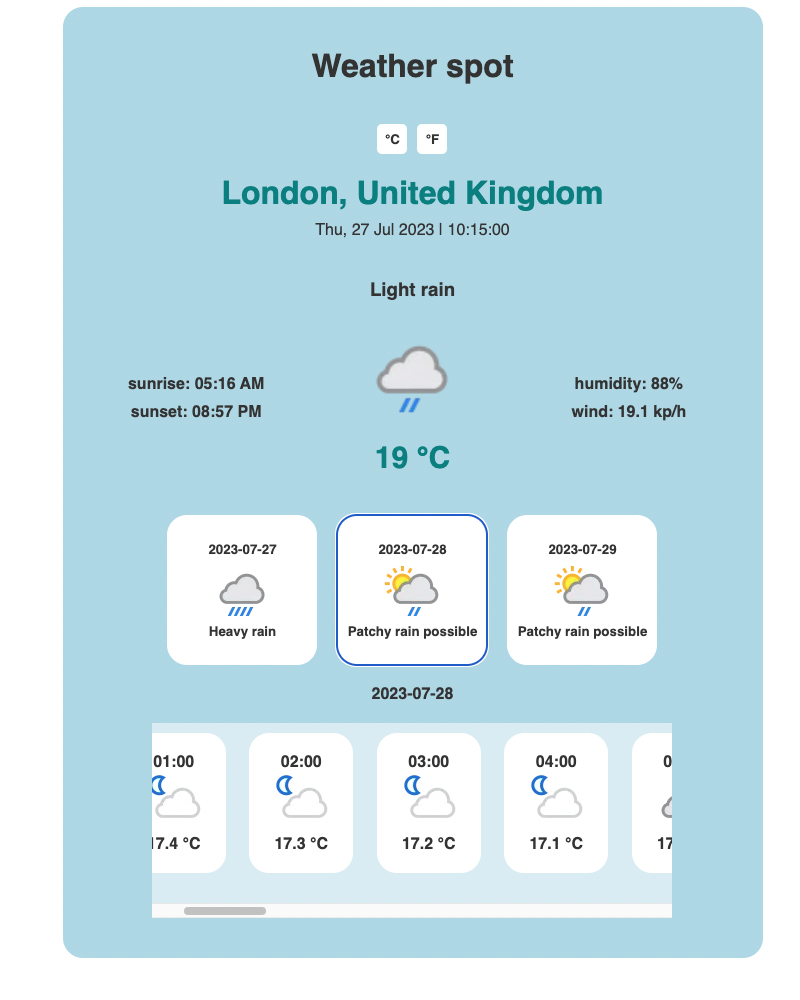 Weather spot
°C °F
London, United Kingdom
Thu, 27 Jul 2023 | 10:15:00
Light rain
sunrise: 05:16 AM
sunset: 08:57 PM
humidity: 88%
wind: 19.1 kp/h
19 °C
2023-07-27
Heavy rain
2023-07-28
Patchy rain possible
2023-07-29
Patchy rain possible
2023-07-28
01:00 02:00 03:00 04:00 0
17.4 °C 17.3 °C 17.2 °C 17.1 °C 17